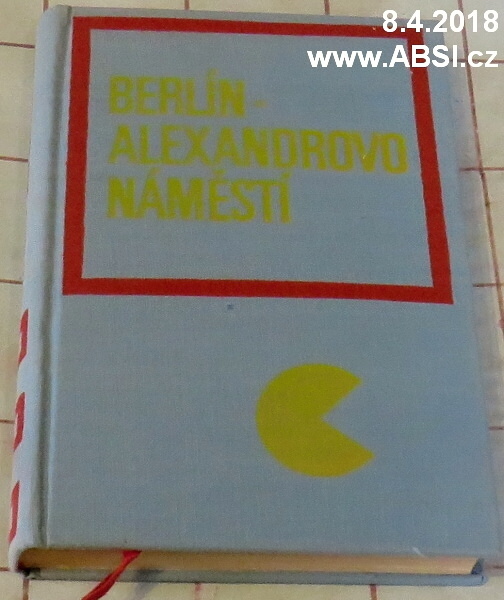 8.4.2018
www.ABSI.cz
BERLÍN-
ALEXANDROVO
NÁMĚSTÍ